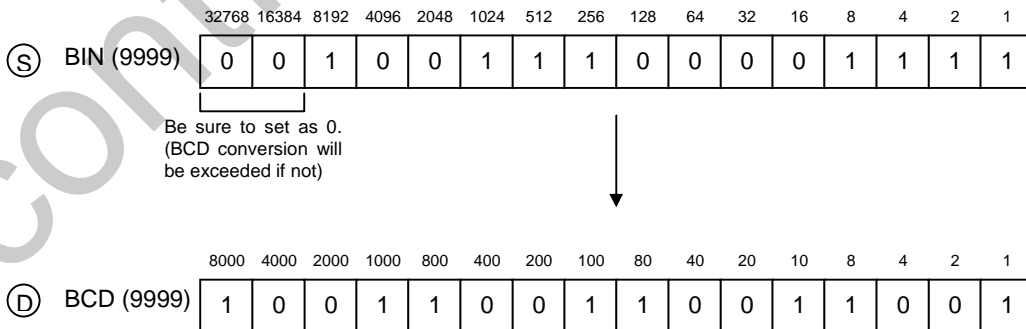 32768 16384 8192 4096 2048 1024 512 256 128 64 32 16 8 4 2 1
S BIN (9999) 0 0 1 0 0 1 1 1 0 0 0 0 1 1 1 1
Be sure to set as 0.
(BCD conversion will
be exceeded if not)
8000 4000 2000 1000 800 400 200 100 80 40 20 10 8 4 2 1
D BCD (9999) 1 0 0 1 1 0 0 1 1 0 0 1 1 0 0 1